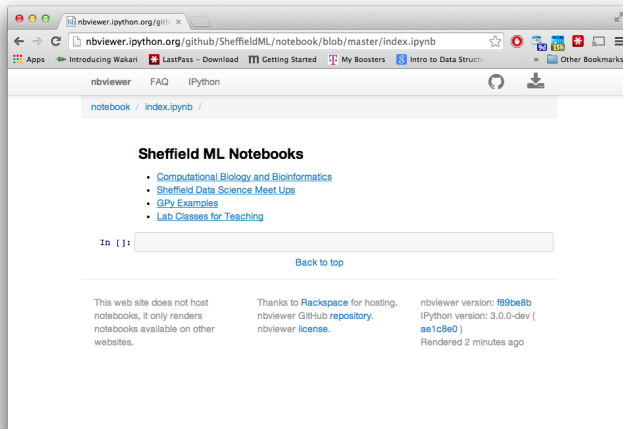 nbviewer.ipython.org/gith
nbviewer.ipython.org/github/SheffieldML/notebook/blob/master/index.ipynb
9d
15%
Apps
Introducing Wakari
LastPass - Download
Getting Started
My Boosters
Intro to Data Structu
»
Other Bookmarks
nbviewer FAQ IPython
notebook / index.ipynb /
Sheffield ML Notebooks
• Computational Biology and Bioinformatics
• Sheffield Data Science Meet Ups
• GPy Examples
• Lab Classes for Teaching
In []:
Back to top
This web site does not host
notebooks, it only renders
notebooks available on other
websites.
Thanks to Rackspace for hosting.
nbviewer GitHub repository.
nbviewer license.
nbviewer version: f89be8b
IPython version: 3.0.0-dev (
ae1c8e0 )
Rendered 2 minutes ago